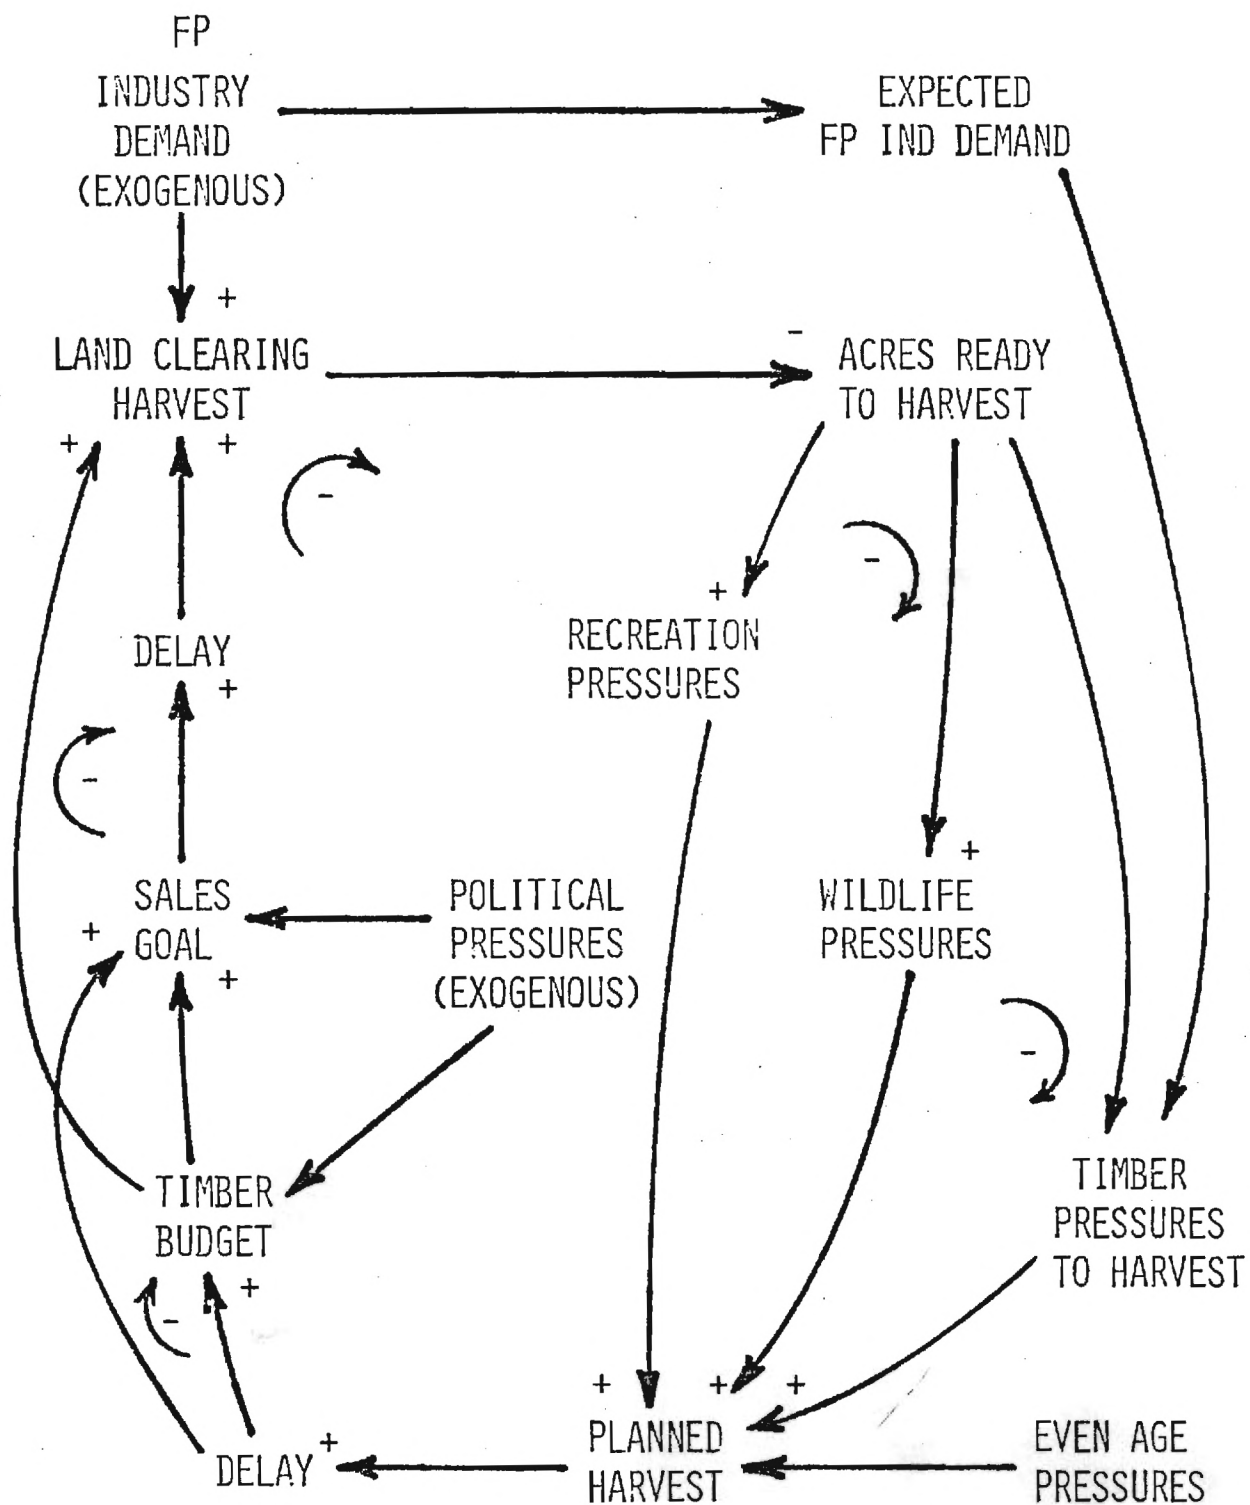 FP
INDUSTRY
DEMAND
(EXOGENOUS)
EXPECTED
FP IND DEMAND
+
LAND CLEARING
HARVEST
-
ACRES READY
TO HARVEST
+
+
-
-
+
RECREATION
PRESSURES
DELAY
+
-
+
SALES
GOAL
+
+
POLITICAL
PRESSURES
(EXOGENOUS)
WILDLIFE
PRESSURES
-
TIMBER
BUDGET
+
-
TIMBER
PRESSURES
TO HARVEST
+
+
+
PLANNED
HARVEST
DELAY
+
EVEN AGE
PRESSURES